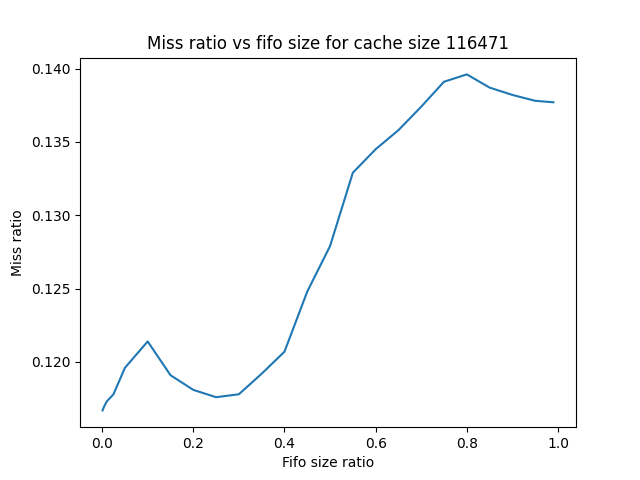 Miss ratio vs fifo size for cache size 116471
0.140
0.135
0.130
0.125
0.120
Miss ratio
0.0 0.2 0.4 0.6 0.8 1.0
Fifo size ratio